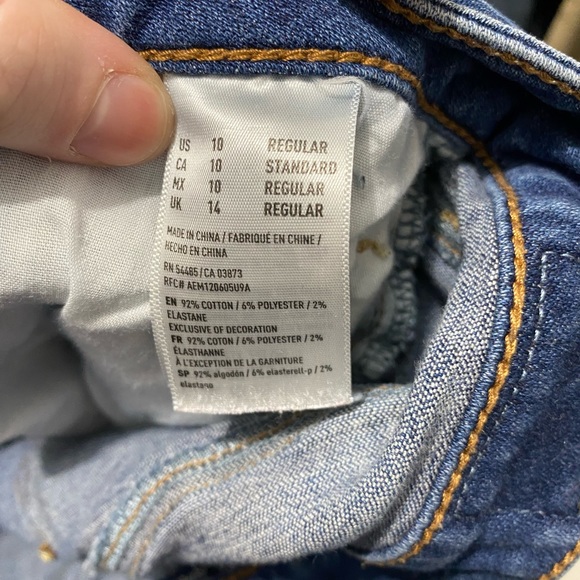 US 10 REGULAR
CA 10 STANDARD
MX 10 REGULAR
UK 14 REGULAR
MADE IN CHINA / FABRIQUÉ EN CHINE /
HECHO EN CHINA
RN 54485 / CA 03873
RFC# AEM120605U9A
EN 92% COTTON / 6% POLYESTER / 2%
ELASTANE
EXCLUSIVE OF DECORATION
FR 92% COTTON / 6% POLYESTER / 2%
ÉLASTHANNE
À L'EXCEPTION DE LA GARNITURE
SP 92% algodón / 6% elasterell-p / 2%
elastano